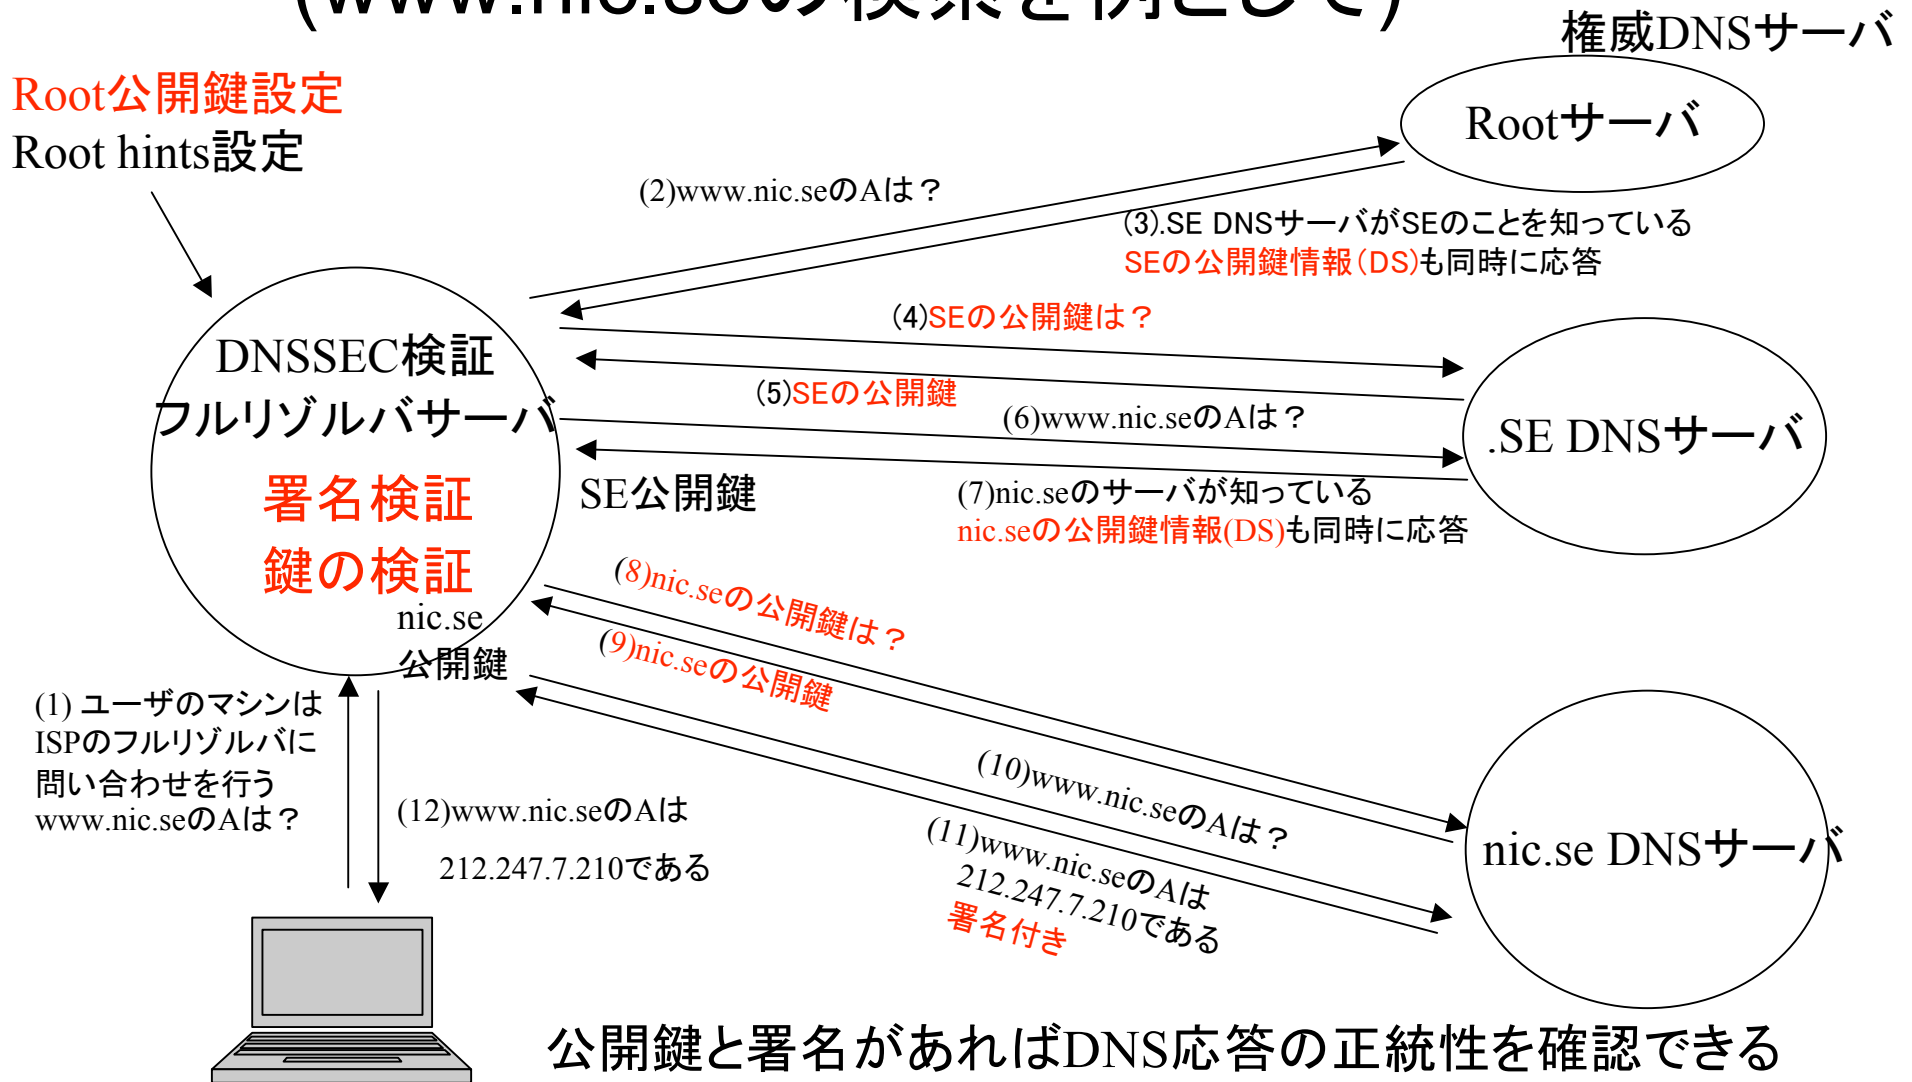 (www.nic.seの検索を例として)
権威DNSサーバ
Root公開鍵設定
Root hints設定
Rootサーバ
(2)www.nic.seのAは？
(3).SE DNSサーバがSEのことを知っている
SEの公開鍵情報(DS)も同時に応答
(4)SEの公開鍵は？
DNSSEC検証
フルリゾルバサーバ
署名検証
鍵の検証
(5)SEの公開鍵
(6)www.nic.seのAは？
.SE DNSサーバ
SE公開鍵
(7)nic.seのサーバが知っている
nic.seの公開鍵情報(DS)も同時に応答
(8)nic.seの公開鍵は？
nic.se
公開鍵
(9)nic.seの公開鍵
(1) ユーザのマシンは
ISPのフルリゾルバに
問い合わせを行う
www.nic.seのAは？
(10)www.nic.seのAは？
(11)www.nic.seのAは
212.247.7.210である
署名付き
nic.se DNSサーバ
(12)www.nic.seのAは
212.247.7.210である
公開鍵と署名があればDNS応答の正統性を確認できる